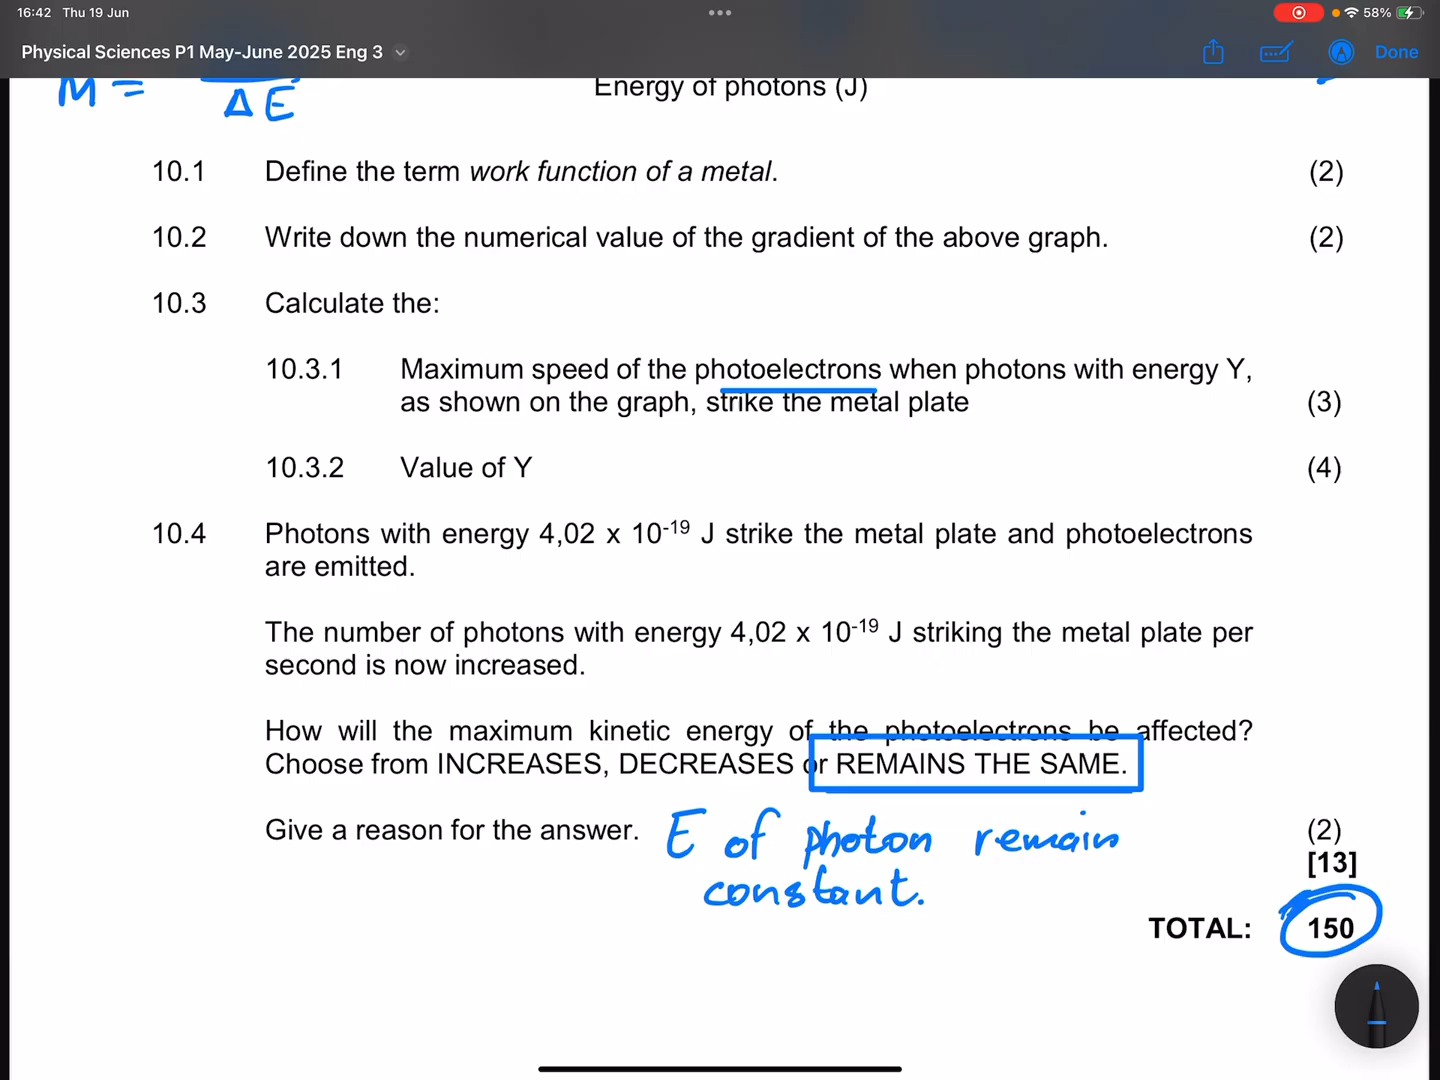 16:42 Thu 19 Jun
58%
Physical Sciences P1 May-June 2025 Eng 3
Done
M =
Δ E
Energy of photons (J)
10.1 Define the term work function of a metal. (2)
10.2 Write down the numerical value of the gradient of the above graph. (2)
10.3 Calculate the:
10.3.1 Maximum speed of the photoelectrons when photons with energy Y,
as shown on the graph, strike the metal plate (3)
10.3.2 Value of Y (4)
10.4 Photons with energy 4,02 x 10⁻¹⁹ J strike the metal plate and photoelectrons
are emitted.
The number of photons with energy 4,02 x 10⁻¹⁹ J striking the metal plate per
second is now increased.
How will the maximum kinetic energy of the photoelectrons be affected?
Choose from INCREASES, DECREASES or REMAINS THE SAME.
Give a reason for the answer. (2)
E of photon remain
constant.
[13]
TOTAL: 150